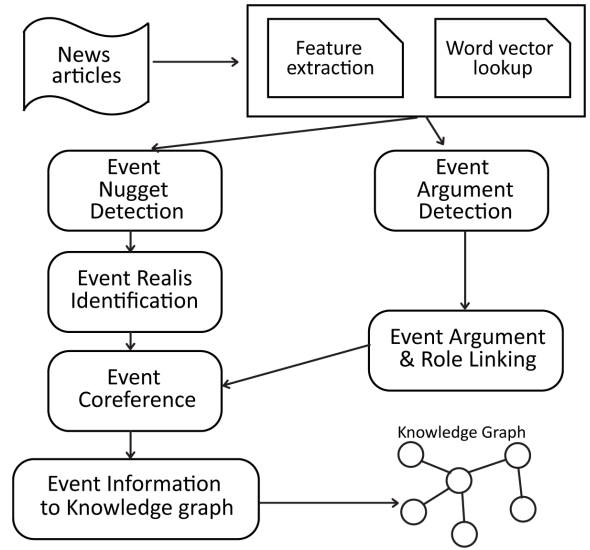 News
articles
Feature
extraction
Word vector
lookup
Event
Nugget
Detection
Event
Argument
Detection
Event Realis
Identification
Event Argument
& Role Linking
Event
Coreference
Knowledge Graph
Event Information
to Knowledge graph